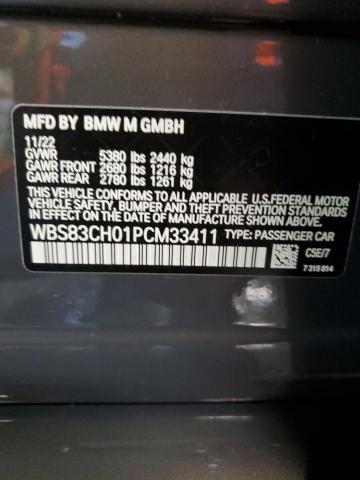 MFD BY BMW M GMBH
11/22
GVWR 5380 lbs 2440 kg
GAWR FRONT 2680 lbs 1216 kg
GAWR REAR 2780 lbs 1261 kg
THIS VEHICLE CONFORMS TO ALL APPLICABLE U.S.FEDERAL MOTOR
VEHICLE SAFETY, BUMPER, AND THEFT PREVENTION STANDARDS
IN EFFECT ON THE DATE OF MANUFACTURE SHOWN ABOVE.
WBS83CH01PCM33411 TYPE: PASSENGER CAR
C5E/7
7 315 814